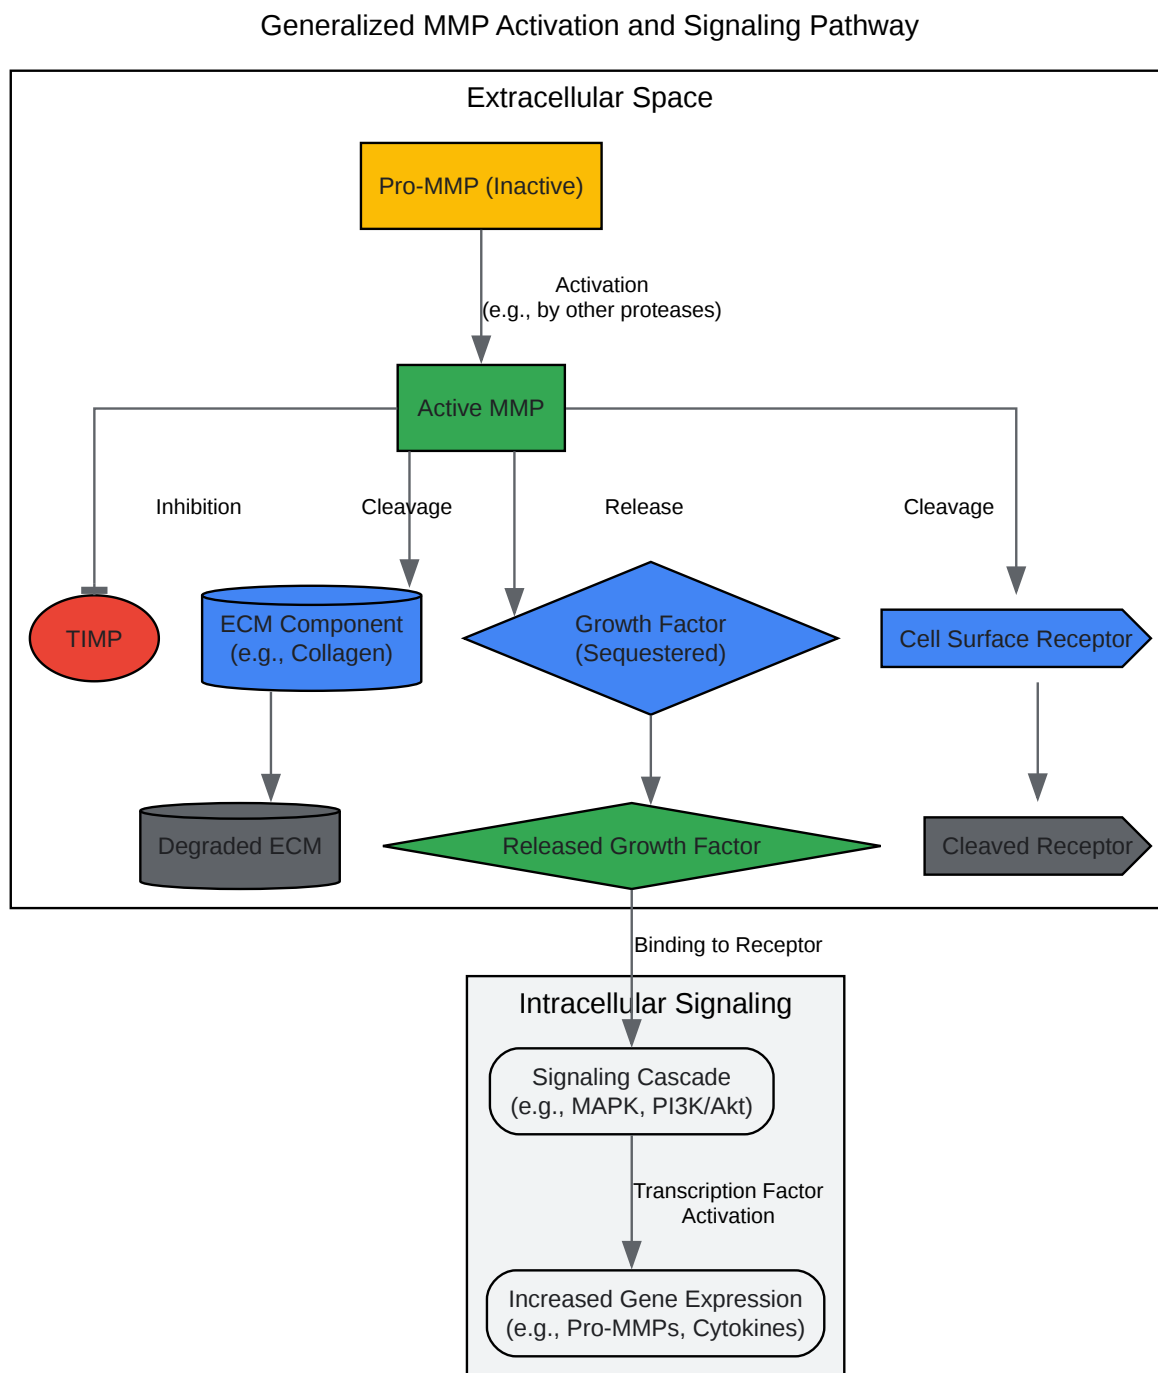 Generalized MMP Activation and Signaling Pathway
Extracellular Space
Pro-MMP (Inactive)
Activation
(e.g., by other proteases)
Active MMP
Inhibition
Cleavage
Release
Cleavage
TIMP
ECM Component
(e.g., Collagen)
Growth Factor
(Sequestered)
Cell Surface Receptor
Degraded ECM
Released Growth Factor
Cleaved Receptor
Binding to Receptor
Intracellular Signaling
Signaling Cascade
(e.g., MAPK, PI3K/Akt)
Transcription Factor
Activation
Increased Gene Expression
(e.g., Pro-MMPs, Cytokines)